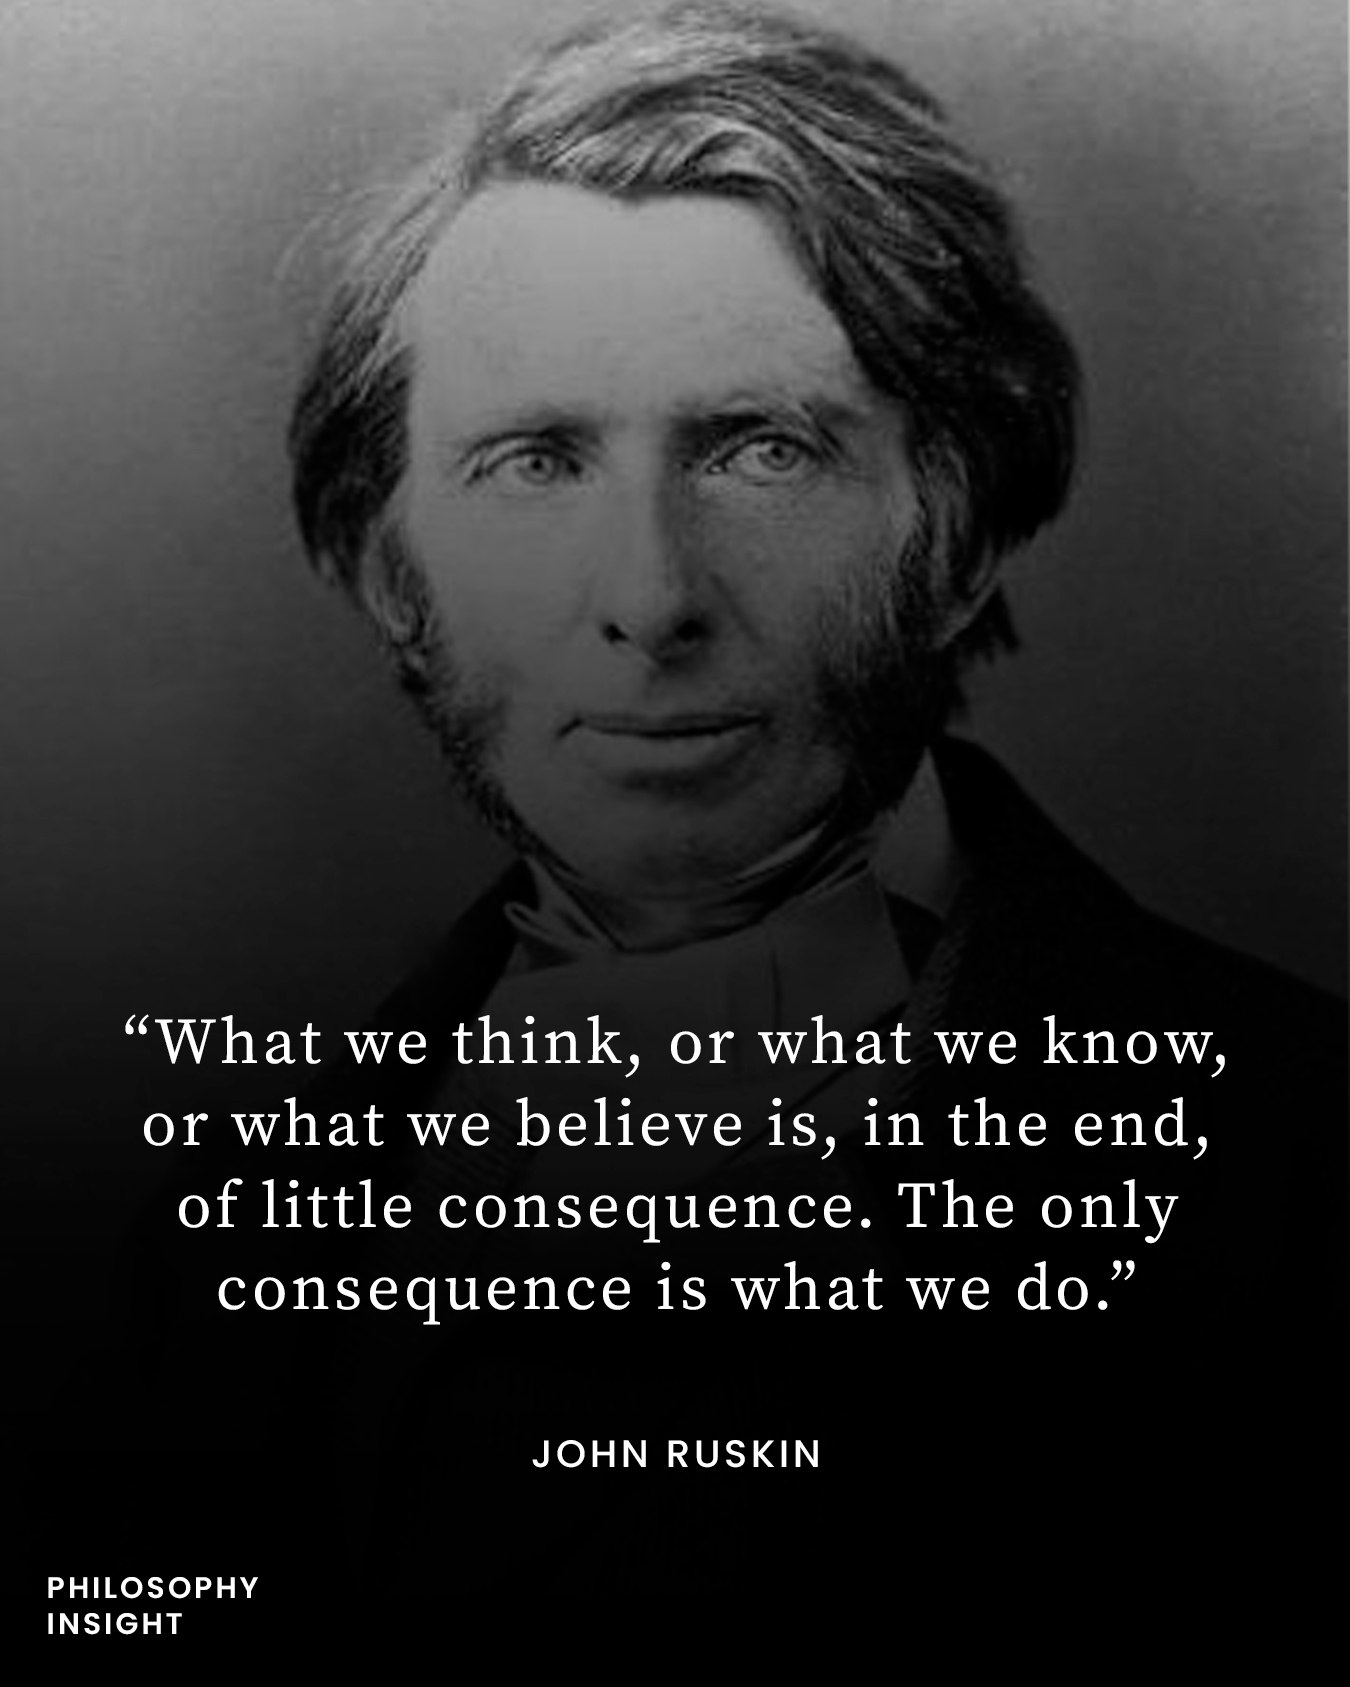 “What we think, or what we know,
or what we believe is, in the end,
of little consequence. The only
consequence is what we do.”
JOHN RUSKIN
PHILOSOPHY
INSIGHT